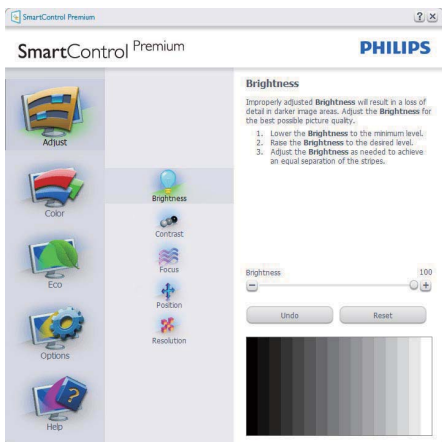 SmartControl Premium
? ×
SmartControl Premium
PHILIPS
Adjust
Color
Eco
Options
Help
Brightness
Contrast
Focus
Position
Resolution
Brightness
Improperly adjusted Brightness will result in a loss of
detail in darker image areas. Adjust the Brightness for
the best possible picture quality.
1. Lower the Brightness to the minimum level.
2. Raise the Brightness to the desired level.
3. Adjust the Brightness as needed to achieve
an equal separation of the stripes.
Brightness 100
Undo Reset